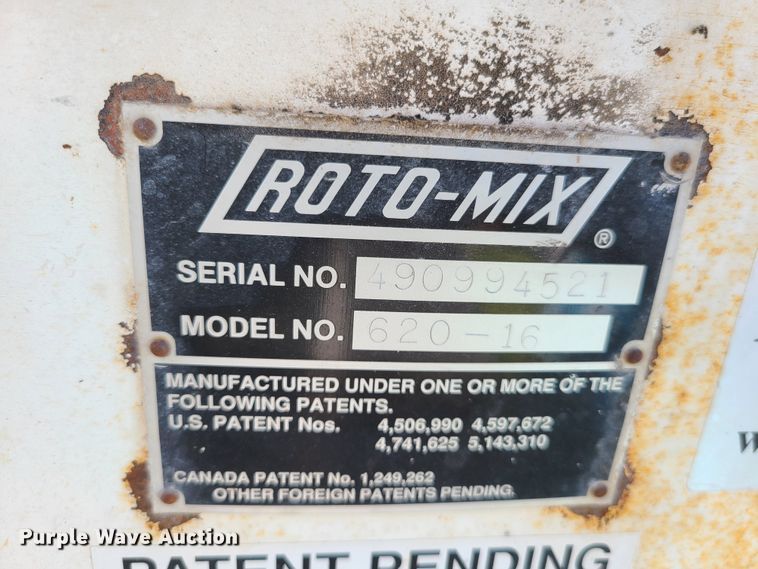 ROTO-MIX
®
SERIAL NO. 490994521
MODEL NO. 620-16
MANUFACTURED UNDER ONE OR MORE OF THE
FOLLOWING PATENTS.
U.S. PATENT Nos. 4,506,990 4,597,672
4,741,625 5,143,310
CANADA PATENT No. 1,249,262
OTHER FOREIGN PATENTS PENDING.
Purple Wave Auction
PATENT PENDING
W